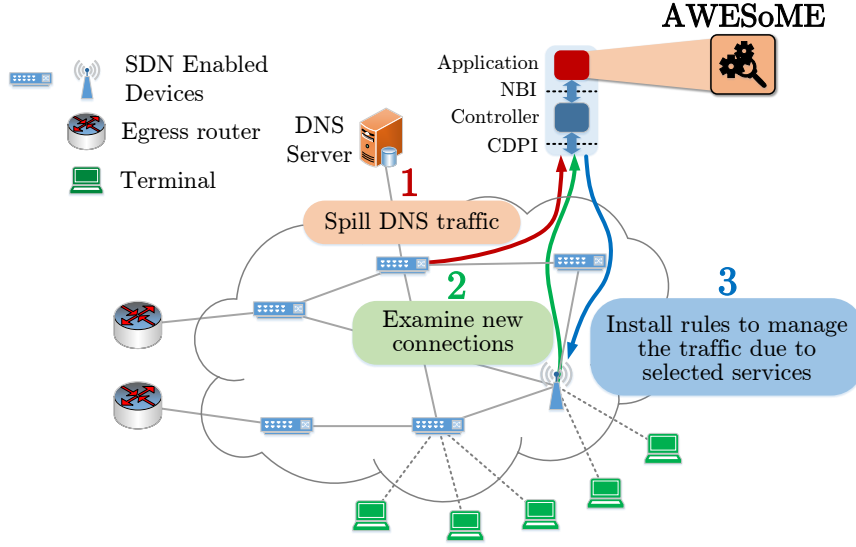 AWESoME
SDN Enabled
Devices
Egress router
Terminal
DNS
Server
Application
NBI
Controller
CDPI
1
Spill DNS traffic
2
Examine new
connections
3
Install rules to manage
the traffic due to
selected services